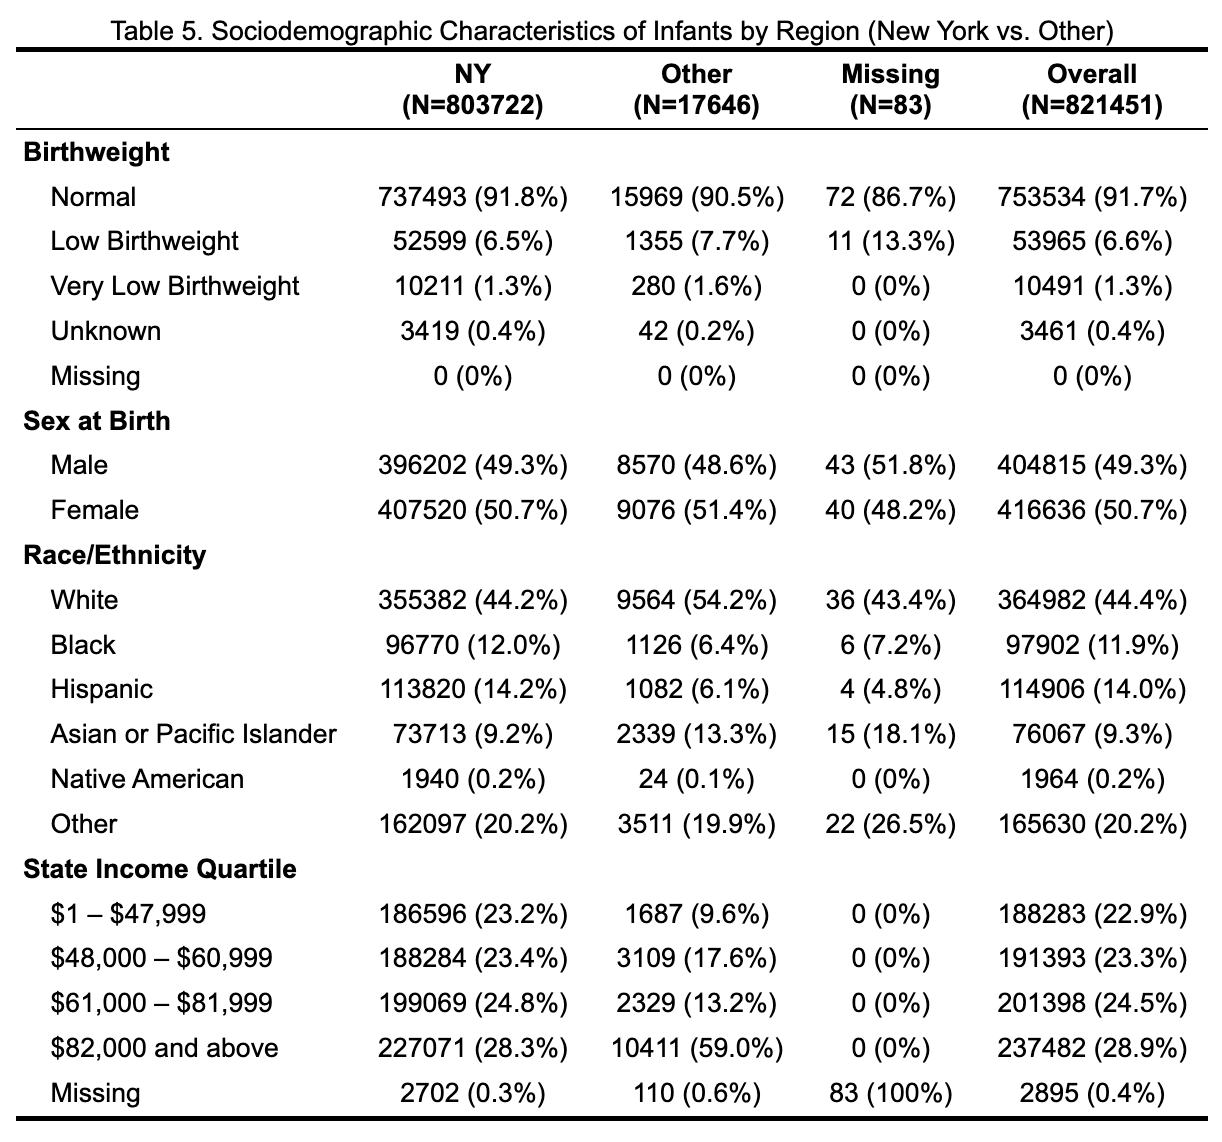 Table 5. Sociodemographic Characteristics of Infants by Region (New York vs. Other)
NY Other Missing Overall
(N=803722) (N=17646) (N=83) (N=821451)
Birthweight
Normal 737493 (91.8%) 15969 (90.5%) 72 (86.7%) 753534 (91.7%)
Low Birthweight 52599 (6.5%) 1355 (7.7%) 11 (13.3%) 53965 (6.6%)
Very Low Birthweight 10211 (1.3%) 280 (1.6%) 0 (0%) 10491 (1.3%)
Unknown 3419 (0.4%) 42 (0.2%) 0 (0%) 3461 (0.4%)
Missing 0 (0%) 0 (0%) 0 (0%) 0 (0%)
Sex at Birth
Male 396202 (49.3%) 8570 (48.6%) 43 (51.8%) 404815 (49.3%)
Female 407520 (50.7%) 9076 (51.4%) 40 (48.2%) 416636 (50.7%)
Race/Ethnicity
White 355382 (44.2%) 9564 (54.2%) 36 (43.4%) 364982 (44.4%)
Black 96770 (12.0%) 1126 (6.4%) 6 (7.2%) 97902 (11.9%)
Hispanic 113820 (14.2%) 1082 (6.1%) 4 (4.8%) 114906 (14.0%)
Asian or Pacific Islander 73713 (9.2%) 2339 (13.3%) 15 (18.1%) 76067 (9.3%)
Native American 1940 (0.2%) 24 (0.1%) 0 (0%) 1964 (0.2%)
Other 162097 (20.2%) 3511 (19.9%) 22 (26.5%) 165630 (20.2%)
State Income Quartile
$1 – $47,999 186596 (23.2%) 1687 (9.6%) 0 (0%) 188283 (22.9%)
$48,000 – $60,999 188284 (23.4%) 3109 (17.6%) 0 (0%) 191393 (23.3%)
$61,000 – $81,999 199069 (24.8%) 2329 (13.2%) 0 (0%) 201398 (24.5%)
$82,000 and above 227071 (28.3%) 10411 (59.0%) 0 (0%) 237482 (28.9%)
Missing 2702 (0.3%) 110 (0.6%) 83 (100%) 2895 (0.4%)